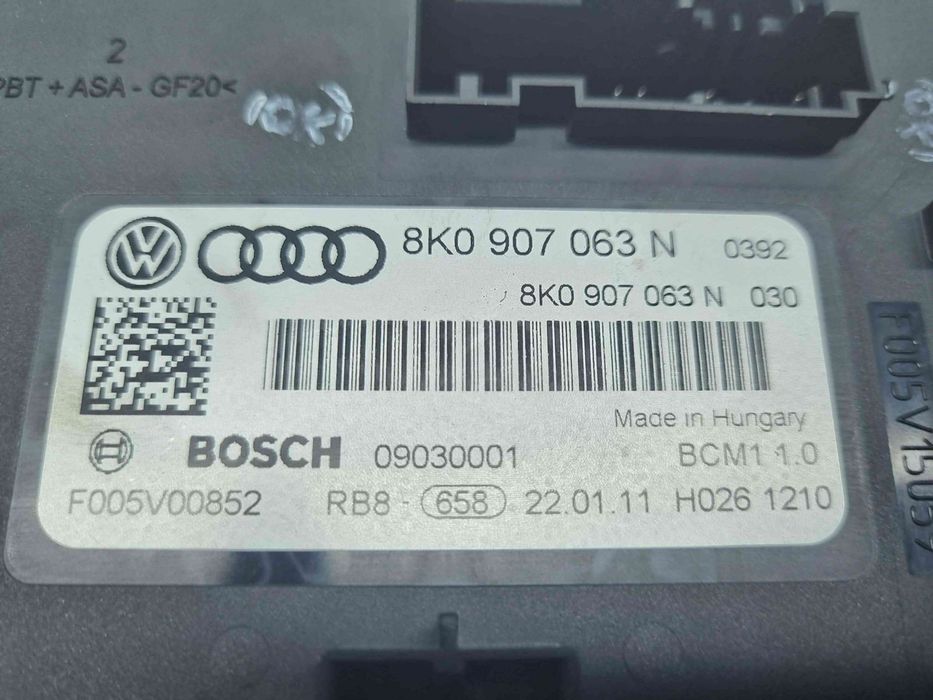 2
PBT + ASA - GF20<
8K0 907 063 N 0392
8K0 907 063 N 030
Made in Hungary
BOSCH 09030001 BCM1 1.0
F005V00852 RB8 - 658 22.01.11 H026 1210
F005V15059